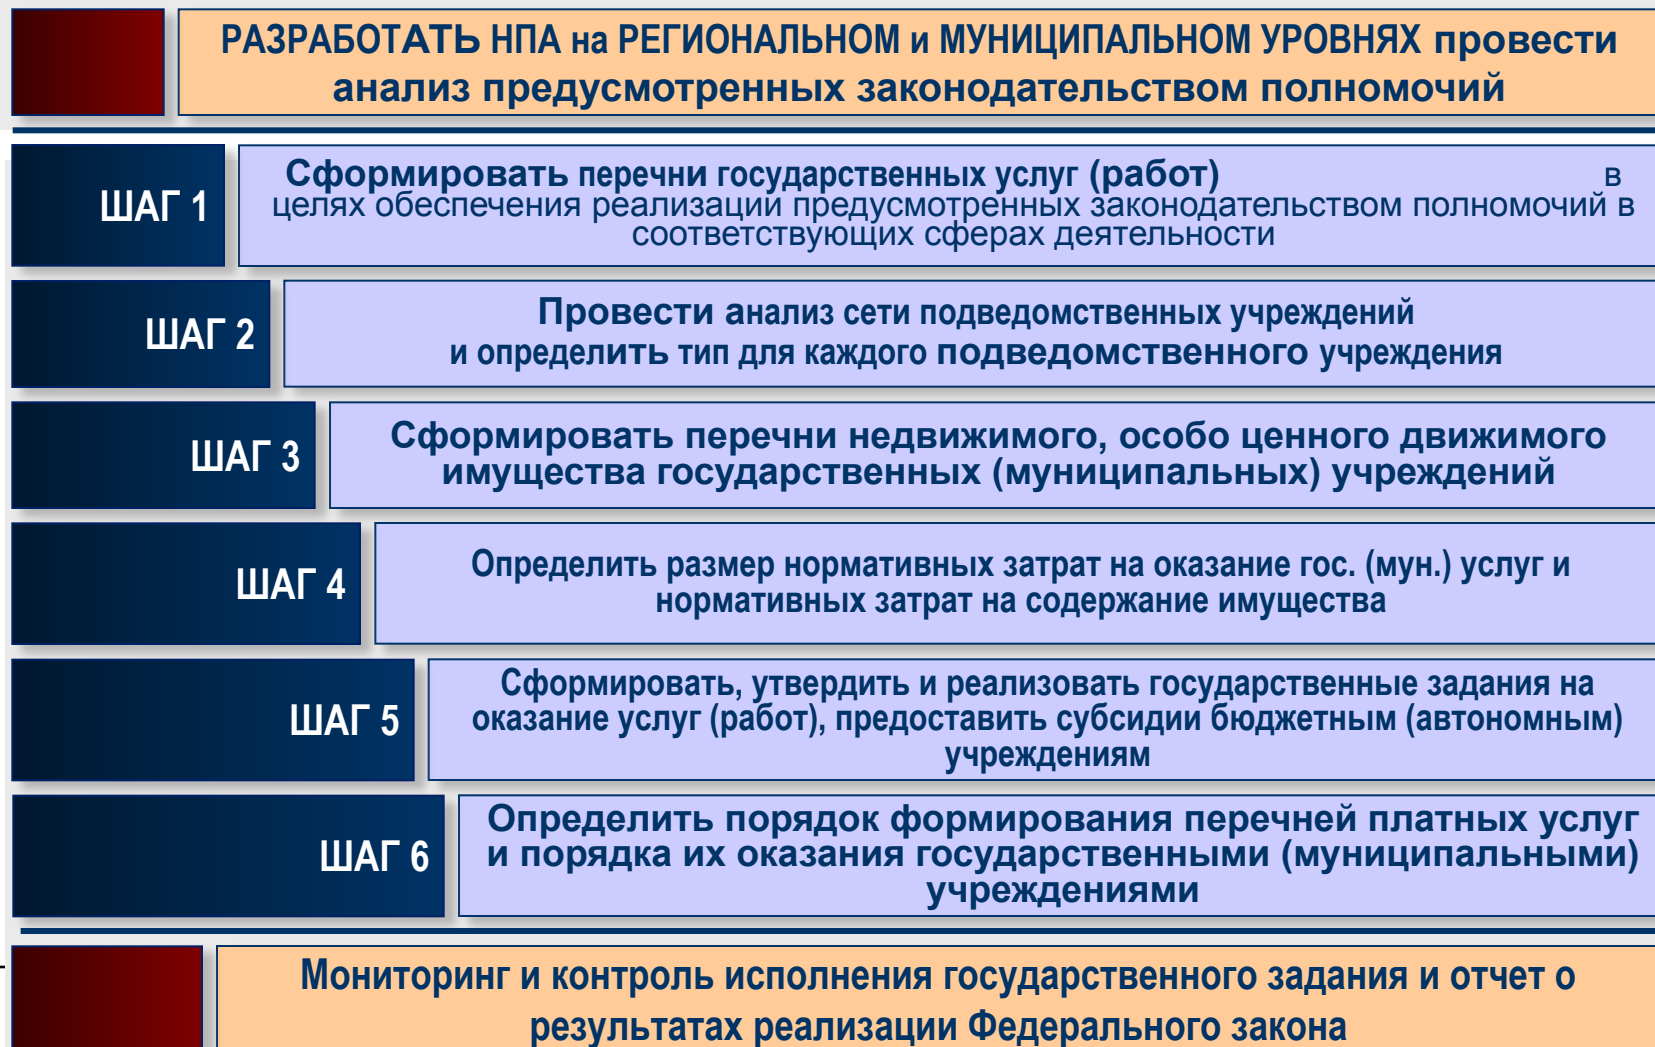 РАЗРАБОТАТЬ НПА на РЕГИОНАЛЬНОМ и МУНИЦИПАЛЬНОМ УРОВНЯХ провести
анализ предусмотренных законодательством полномочий
ШАГ 1
Сформировать перечни государственных услуг (работ) в
целях обеспечения реализации предусмотренных законодательством полномочий в
соответствующих сферах деятельности
ШАГ 2
Провести анализ сети подведомственных учреждений
и определить тип для каждого подведомственного учреждения
ШАГ 3
Сформировать перечни недвижимого, особо ценного движимого
имущества государственных (муниципальных) учреждений
ШАГ 4
Определить размер нормативных затрат на оказание гос. (мун.) услуг и
нормативных затрат на содержание имущества
ШАГ 5
Сформировать, утвердить и реализовать государственные задания на
оказание услуг (работ), предоставить субсидии бюджетным (автономным)
учреждениям
ШАГ 6
Определить порядок формирования перечней платных услуг
и порядка их оказания государственными (муниципальными)
учреждениями
Мониторинг и контроль исполнения государственного задания и отчет о
результатах реализации Федерального закона